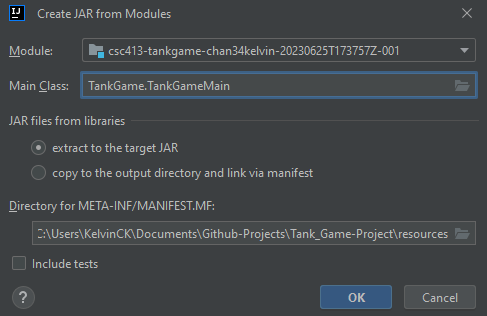 Create JAR from Modules
Module: csc413-tankgame-chan34kelvin-20230625T173757Z-001
Main Class: TankGame.TankGameMain
JAR files from libraries
extract to the target JAR
copy to the output directory and link via manifest
Directory for META-INF/MANIFEST.MF:
C:\Users\KelvinCK\Documents\Github-Projects\Tank_Game-Project\resources
Include tests
? OK Cancel